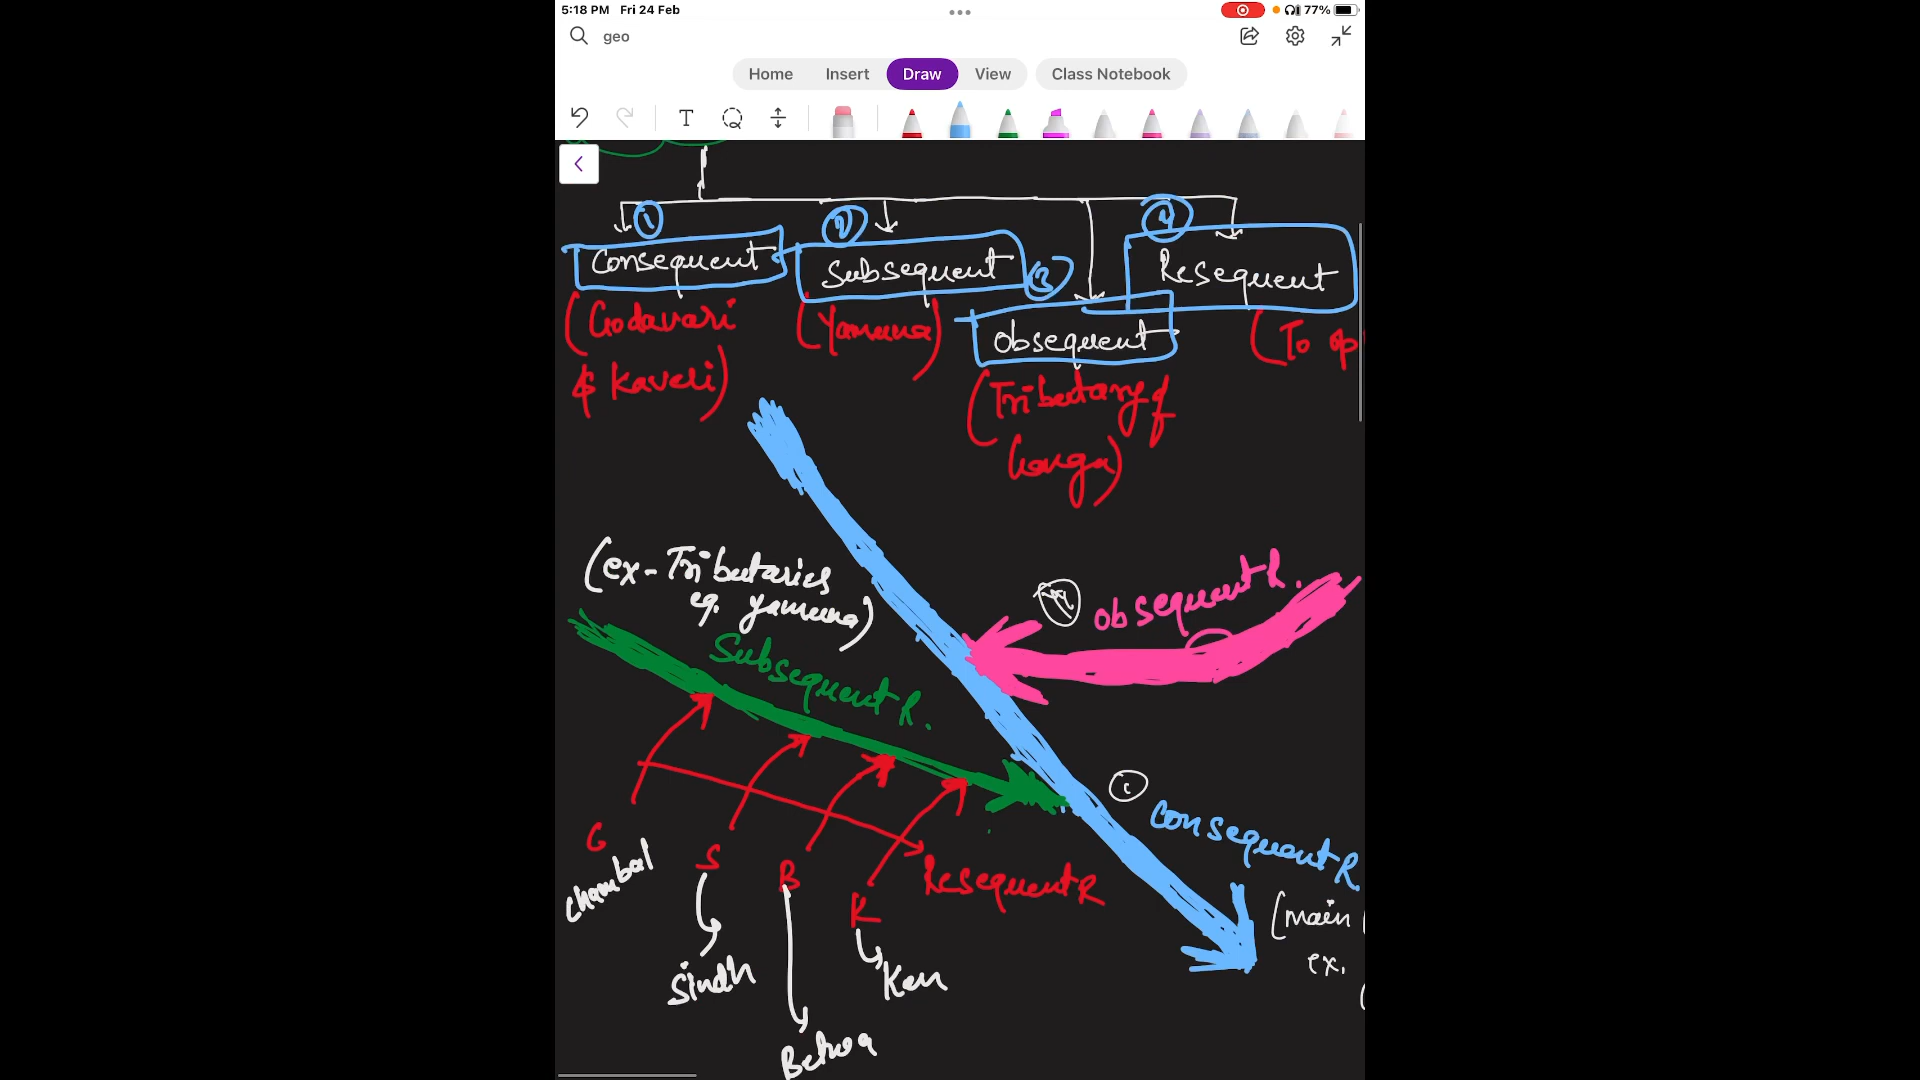 5:18 PM Fri 24 Feb
77%
geo
Home Insert Draw View Class Notebook
T
1
2
4
Consequent
Subsequent
3
Resequent
(Godavari
& Kaveri)
(Yamuna)
Obsequent
(To op
(Tributary of
Ganga)
(ex-Tributaries
eg. yamuna)
Obsequent R.
Subsequent R.
Consequent R.
(main
ex.
(
Resequent R
C
chambal
S
Sindh
B
Betwa
K
Ken